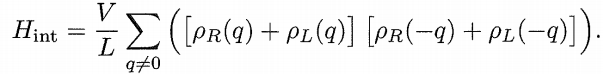 H_int = V/L ∑_{q≠0} ([ρ_R(q) + ρ_L(q)] [ρ_R(−q) + ρ_L(−q)]).